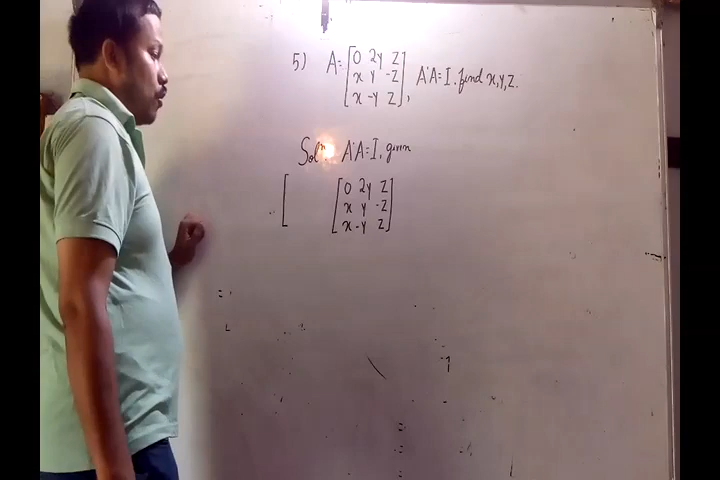 5) A = [0 2y z
x y -z
x -y z], A'A = I. find x, y, z.
Soln A'A = I, given
[ [0 2y z
x y -z
x -y z]